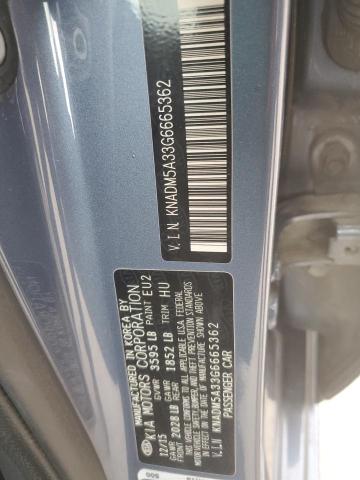 V.I.N KNADM5A33G6665362
MANUFACTURED IN KOREA BY
KIA MOTORS CORPORATION
12/15 GVWR 3595 LB PAINT EU2
GAWR FRONT 2028 LB GAWR REAR 1852 LB TRIM HU
THIS VEHICLE CONFORMS TO ALL APPLICABLE USA FEDERAL
MOTOR VEHICLE SAFETY, BUMPER, AND THEFT PREVENTION
STANDARDS IN EFFECT ON THE DATE OF MANUFACTURE SHOWN ABOVE
V.I.N KNADM5A33G6665362
PASSENGER CAR